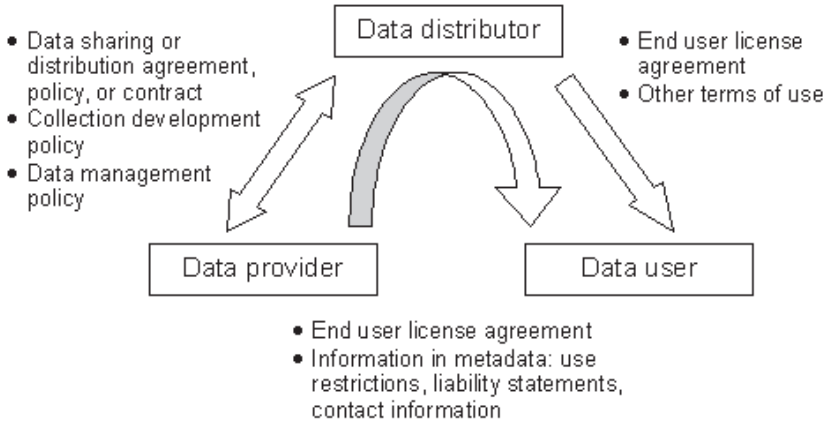 Data distributor
• Data sharing or
distribution agreement,
policy, or contract
• Collection development
policy
• Data management
policy
• End user license
agreement
• Other terms of use
Data provider
Data user
• End user license agreement
• Information in metadata: use
restrictions, liability statements,
contact information